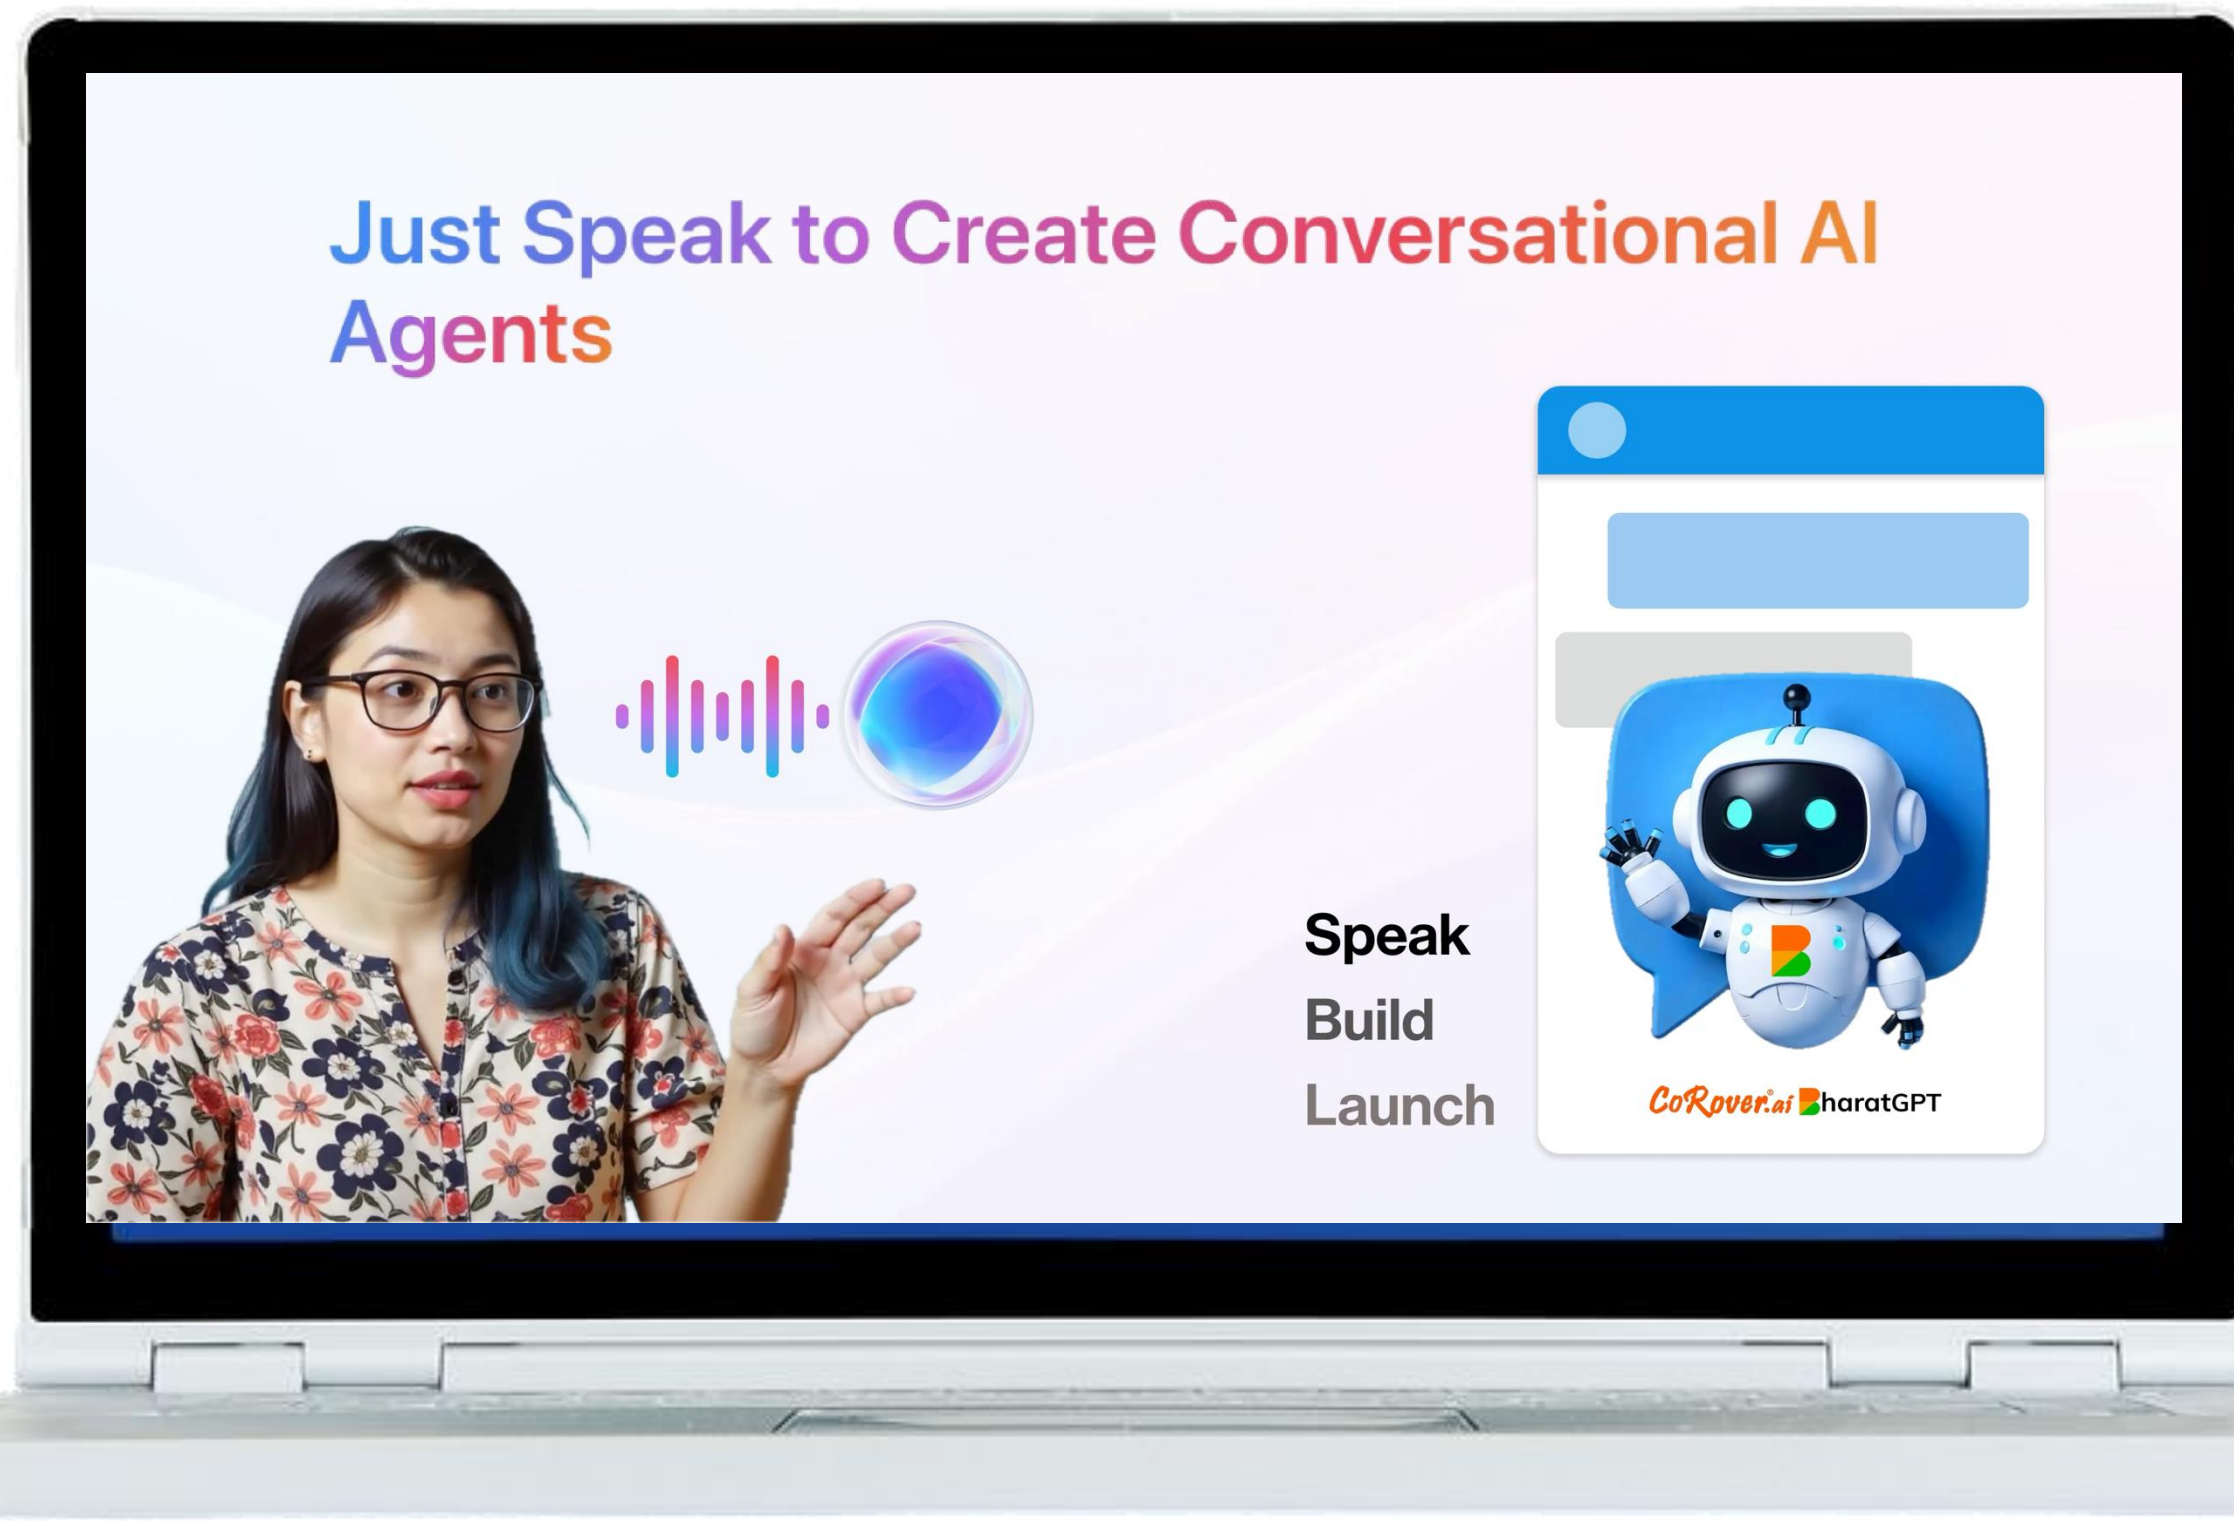 Just Speak to Create Conversational AI
Agents
Speak
Build
Launch
B
CoRover.ai BharatGPT